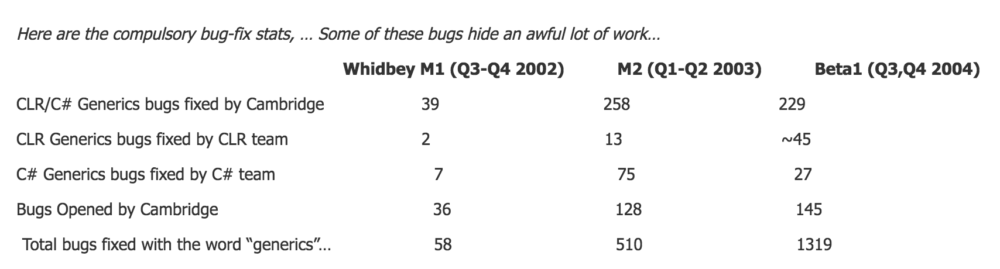 Here are the compulsory bug-fix stats, … Some of these bugs hide an awful lot of work…
Whidbey M1 (Q3-Q4 2002) M2 (Q1-Q2 2003) Beta1 (Q3,Q4 2004)
CLR/C# Generics bugs fixed by Cambridge 39 258 229
CLR Generics bugs fixed by CLR team 2 13 ~45
C# Generics bugs fixed by C# team 7 75 27
Bugs Opened by Cambridge 36 128 145
Total bugs fixed with the word “generics”… 58 510 1319